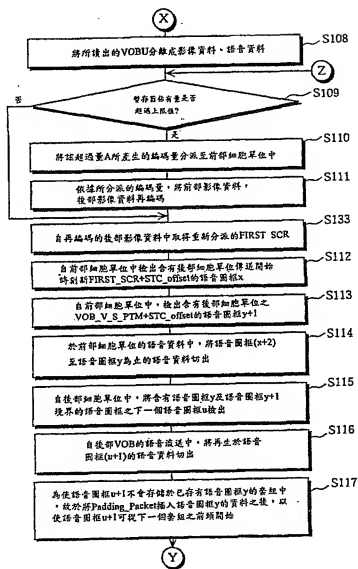 X
S108
將所讀出的VOBU分離成影像資料、語音資料
Z
S109
否
暫存目佔有量是否
超過上限值?
是
S110
將該超過量A所產生的編碼量分派至前部細胞單位中
S111
依據所分派的編碼量，將前部影像資料，
後部影像資料再編碼
S133
自再編碼的後部影像資料中取得重新分派的FIRST_SCR
S112
自前部細胞單位中檢出含有後部細胞單位傳送開始
時刻FIRST_SCR+STC_offset的語音圖框x
S113
自前部細胞單位中，檢出含有後部細胞單位之
VOB_V_S_PTM+STC_offset的語音圖框y+1
S114
於前部細胞單位的語音資料中，將語音圖框(x+2)
至語音圖框y為止的語音資料切出
S115
自後部細胞單位中，將含有語音圖框y及語音圖框y+1
境界的語音圖框之下一個語音圖框u檢出
S116
自後部VOB的語音流送中，將再生於語音
圖框(u+1)的語音資料切出
S117
為使語音圖框u+1不會存儲於已存有語音圖框y的套組中
，故於將Padding_Packet插入語音圖框y的資料之後，以
使語音圖框u+1可從下一個套組之前頭開始
Y